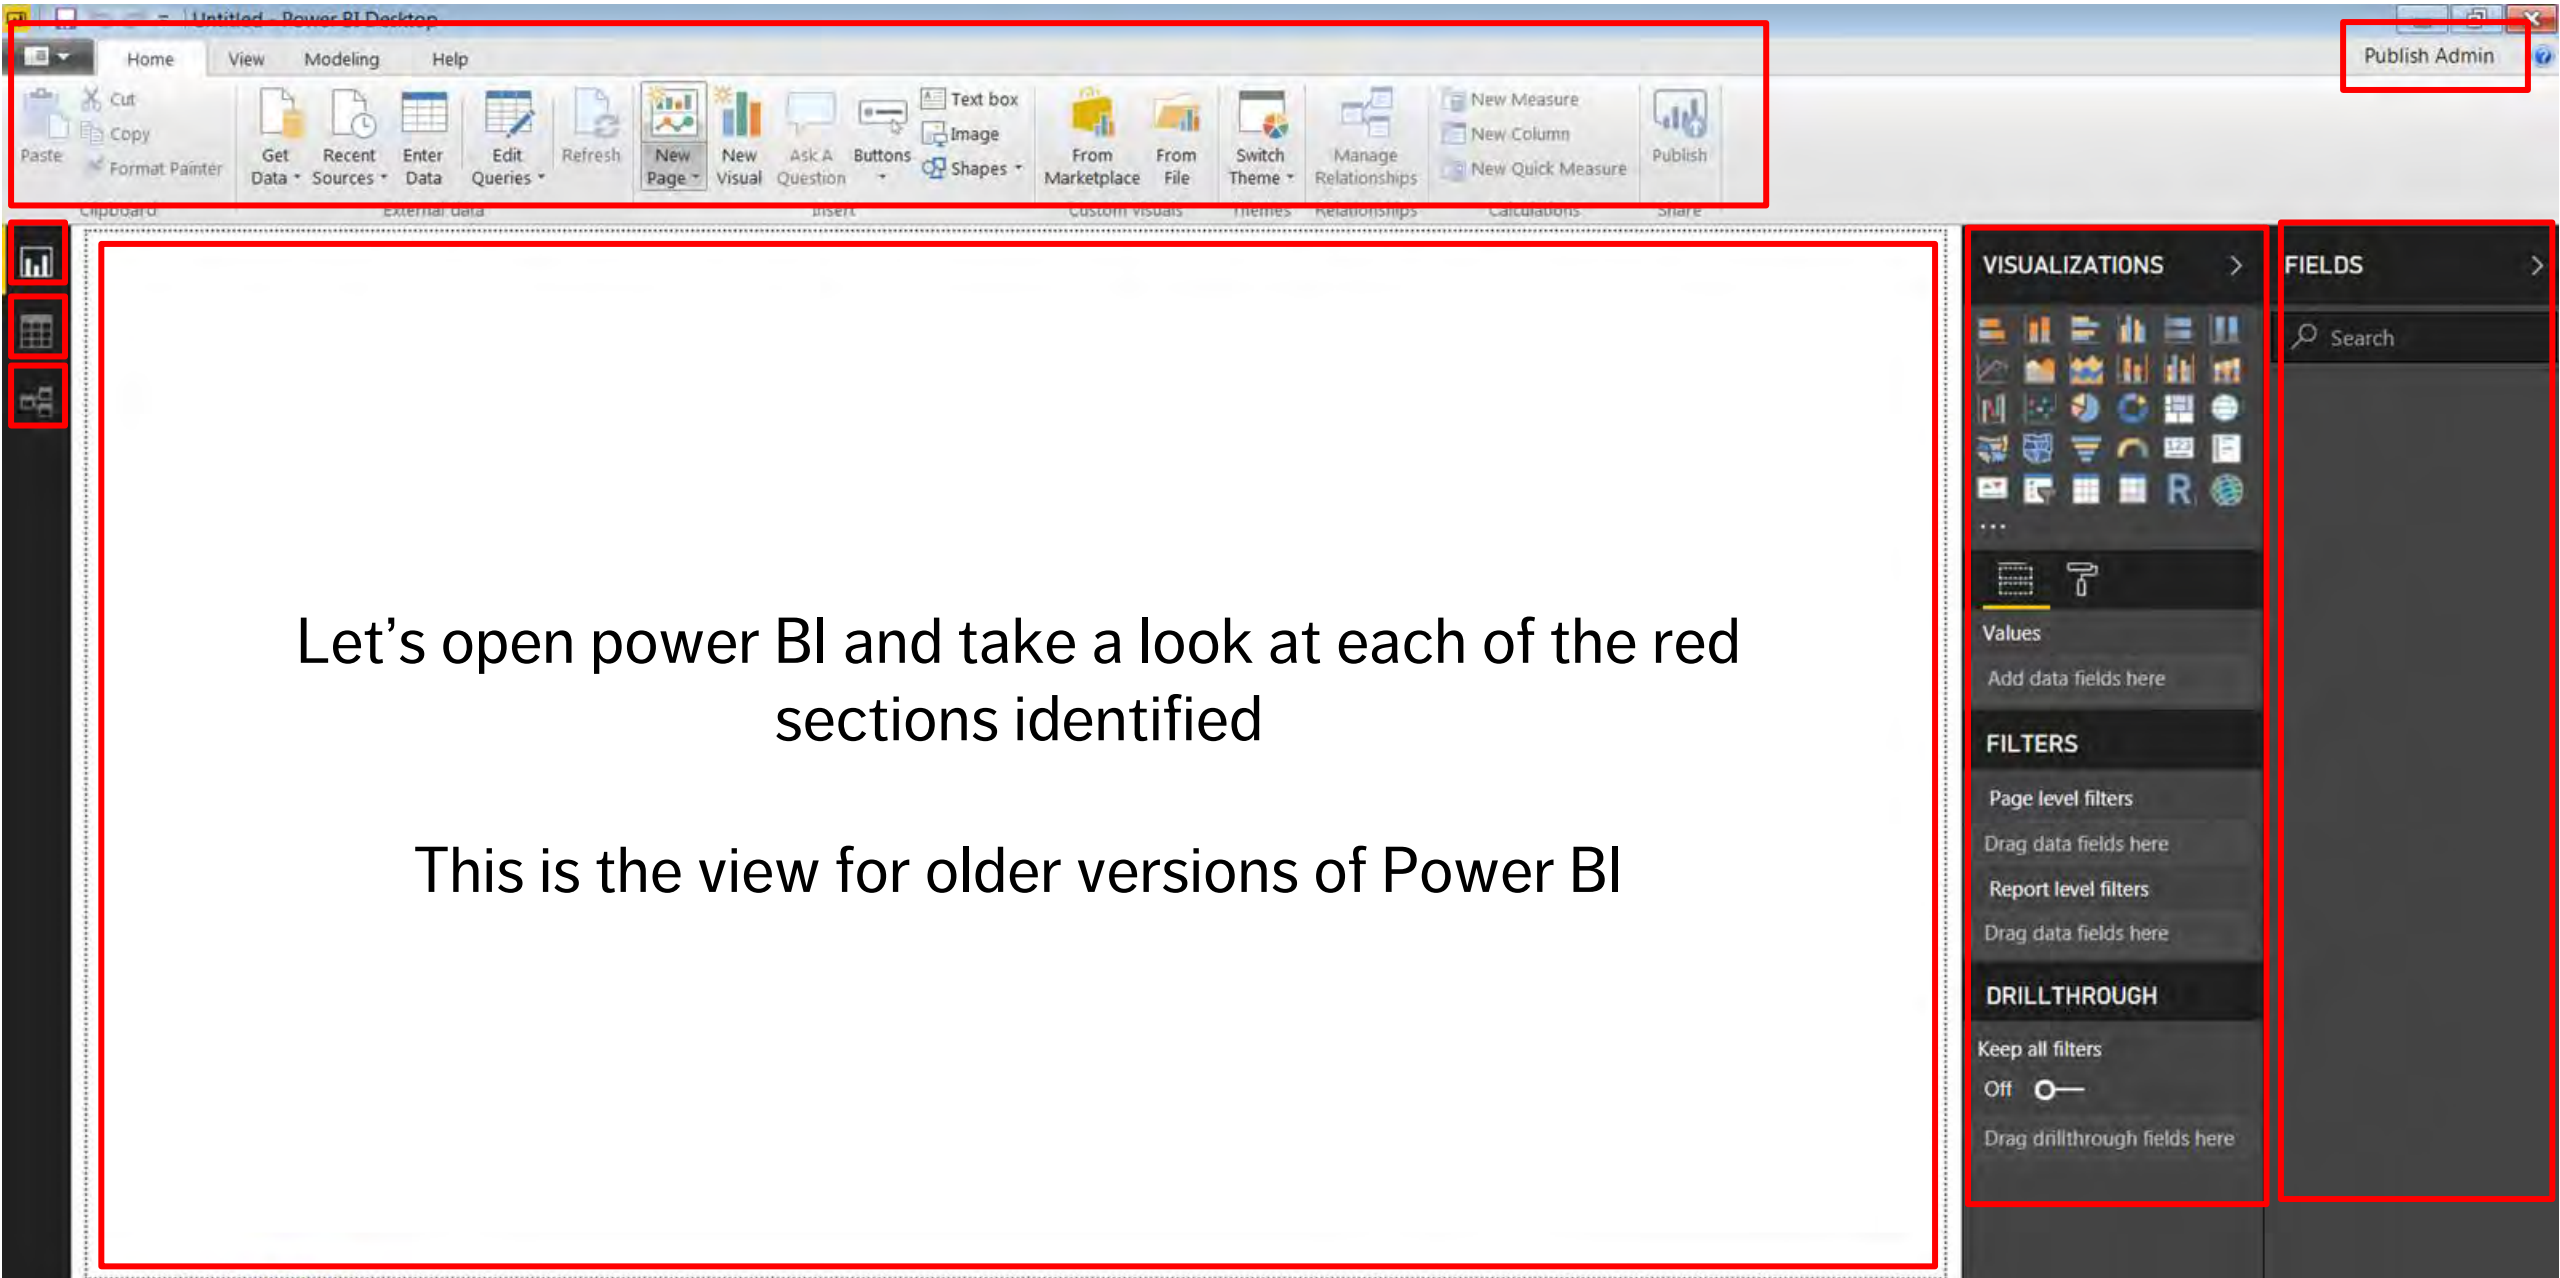 Untitled - Power BI Desktop
Publish Admin
Home View Modeling Help
Paste
Cut
Copy
Format Painter
Get Data
Recent Sources
Enter Data
Edit Queries
Refresh
New Page
New Visual
Ask A Question
Buttons
Text box
Image
Shapes
From Marketplace
From File
Switch Theme
Manage Relationships
New Measure
New Column
New Quick Measure
Publish
Clipboard External data Insert Custom visuals Themes Relationships Calculations Share
Let’s open power BI and take a look at each of the red
sections identified
This is the view for older versions of Power BI
VISUALIZATIONS
123
R
...
Values
Add data fields here
FILTERS
Page level filters
Drag data fields here
Report level filters
Drag data fields here
DRILLTHROUGH
Keep all filters
Off
Drag drillthrough fields here
FIELDS
Search